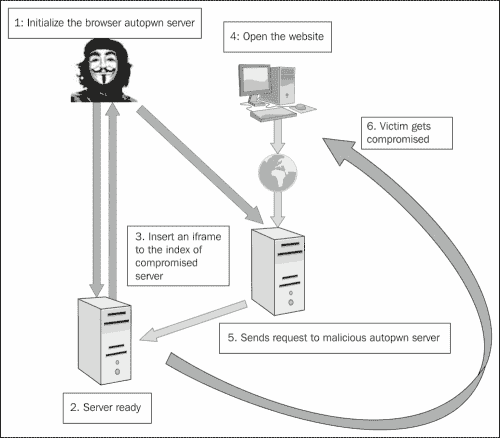 1: Initialize the browser autopwn server
4: Open the website
6. Victim gets
compromised
3. Insert an iframe
to the index of
compromised
server
5. Sends request to malicious autopwn server
2. Server ready